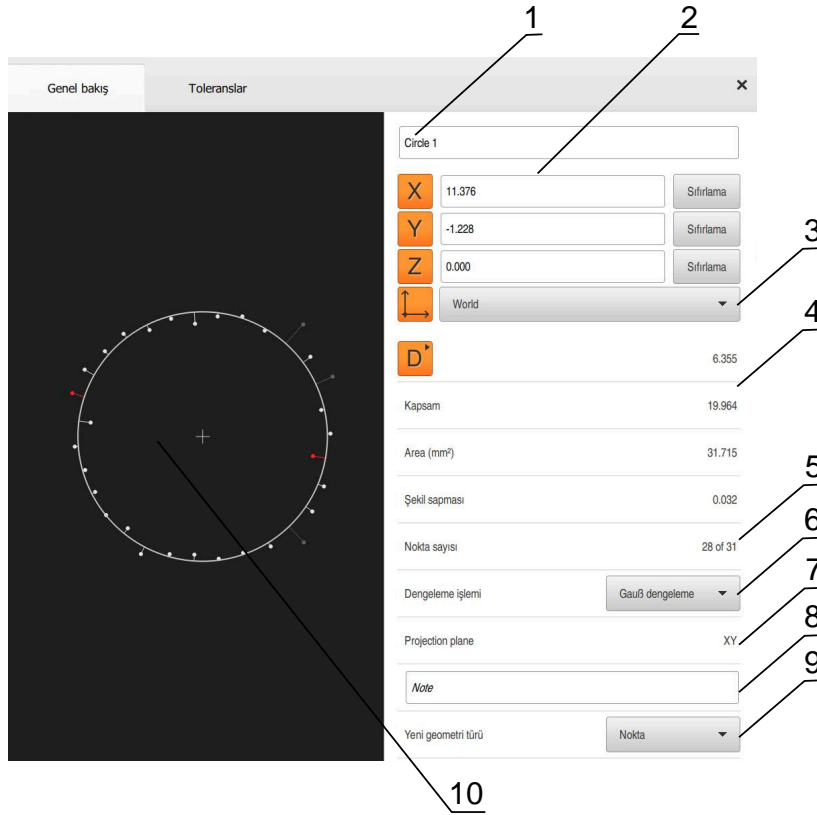 1 2
Genel bakış Toleranslar ×
Circle 1
X 11.376 Sıfırlama
Y -1.228 Sıfırlama
3
Z 0.000 Sıfırlama
World
4
D 6.355
Kapsam 19.964
Area (mm²) 31.715
5
Şekil sapması 0.032
6
Nokta sayısı 28 of 31
7
Dengeleme işlemi Gauß dengeleme
8
Projection plane XY
9
Note
Yeni geometri türü Nokta
10